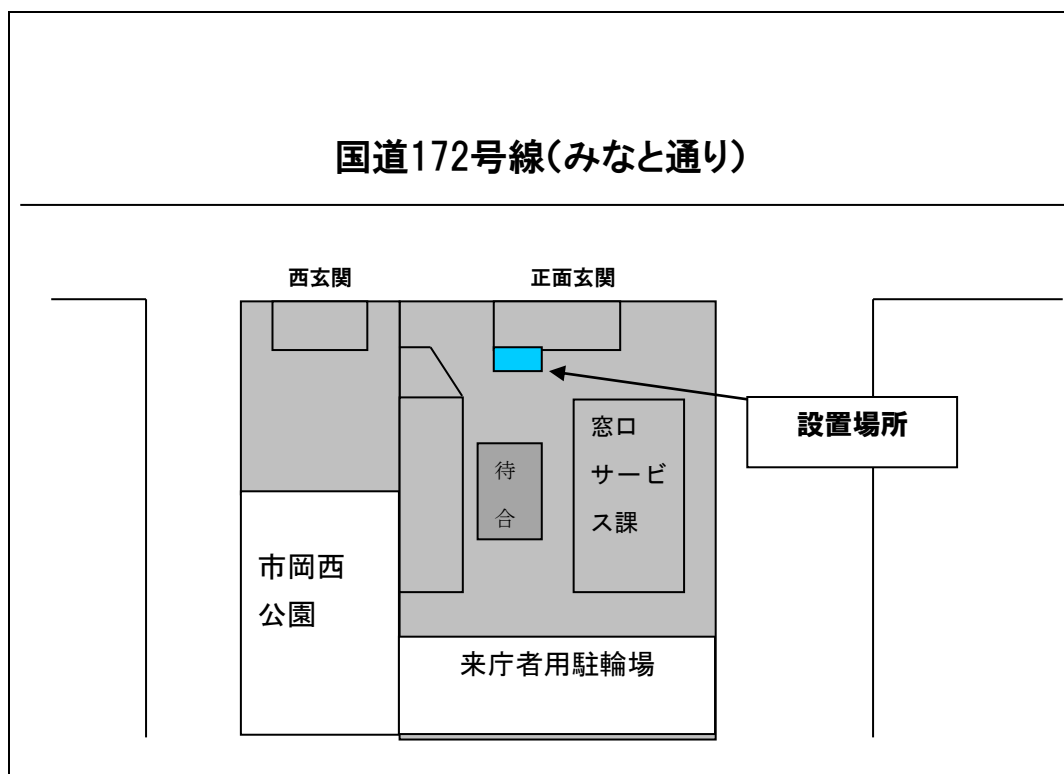 国道172号線(みなと通り)
西玄関
正面玄関
設置場所
窓口
サービ
ス課
待
合
市岡西
公園
来庁者用駐輪場